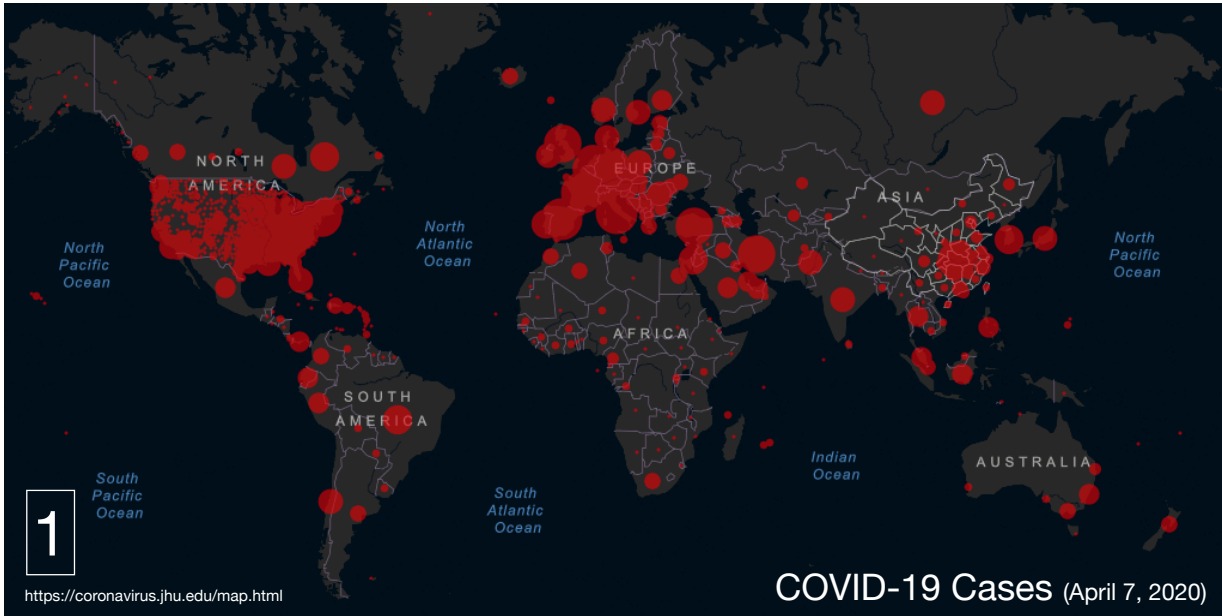 NORTH
AMERICA
EUROPE
ASIA
North
Pacific
Ocean
North
Atlantic
Ocean
North
Pacific
Ocean
AFRICA
SOUTH
AMERICA
Indian
Ocean
AUSTRALIA
South
Pacific
Ocean
South
Atlantic
Ocean
1
https://coronavirus.jhu.edu/map.html
COVID-19 Cases (April 7, 2020)